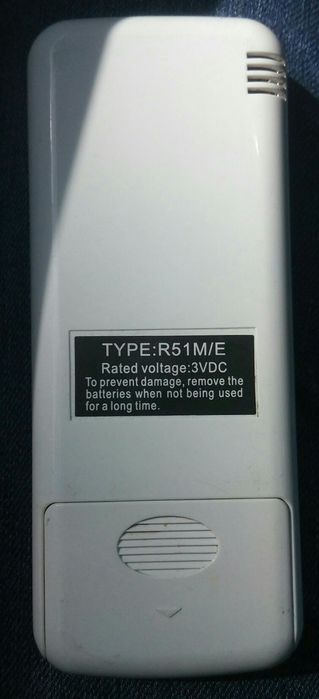 TYPE:R51M/E
Rated voltage:3VDC
To prevent damage, remove the
batteries when not being used
for a long time.